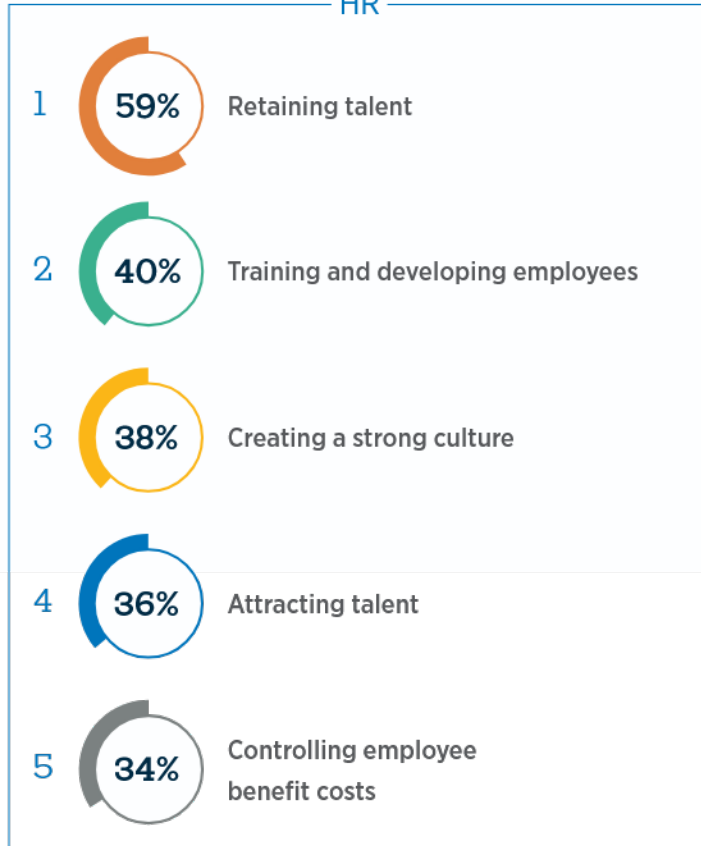 HR
1
59%
Retaining talent
2
40%
Training and developing employees
3
38%
Creating a strong culture
4
36%
Attracting talent
5
34%
Controlling employee
benefit costs